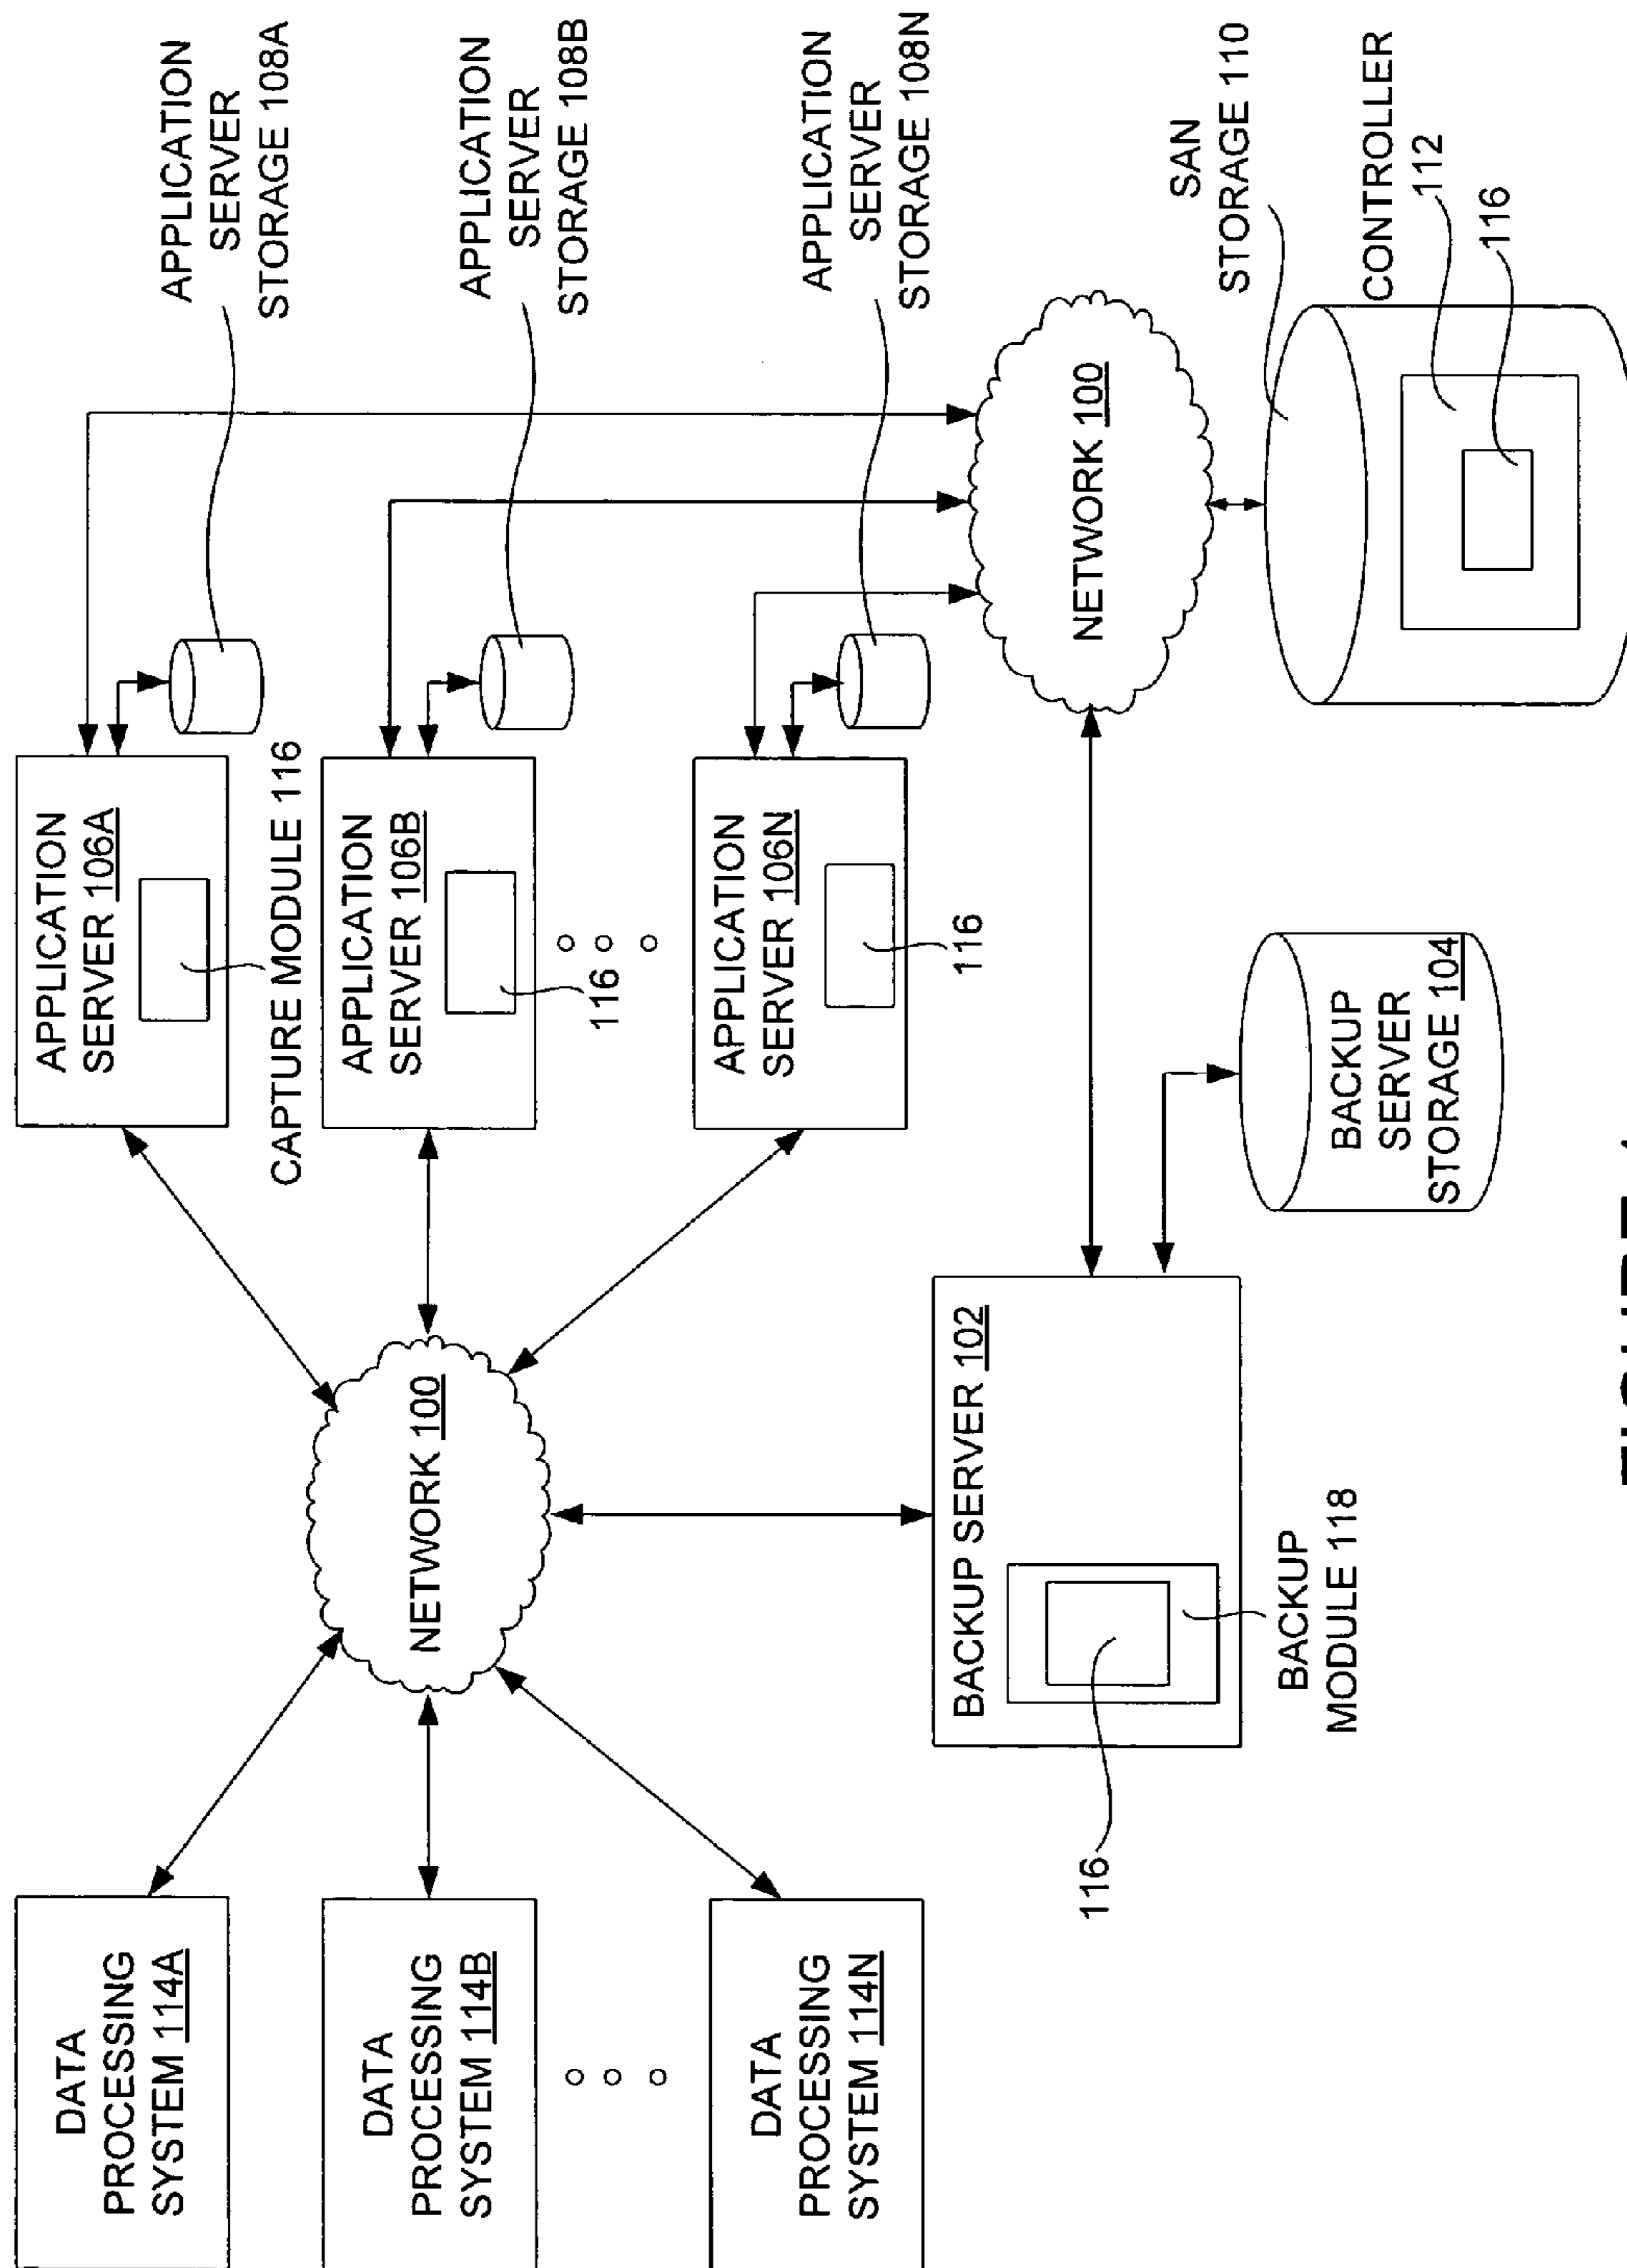 DATA
PROCESSING
SYSTEM 114A
DATA
PROCESSING
SYSTEM 114B
DATA
PROCESSING
SYSTEM 114N
NETWORK 100
APPLICATION
SERVER 106A
CAPTURE MODULE 116
APPLICATION
SERVER 106B
116
APPLICATION
SERVER 106N
116
APPLICATION
SERVER
STORAGE 108A
APPLICATION
SERVER
STORAGE 108B
APPLICATION
SERVER
STORAGE 108N
BACKUP SERVER 102
116
BACKUP
MODULE 118
BACKUP
SERVER
STORAGE 104
NETWORK 100
SAN
STORAGE 110
CONTROLLER
112
116